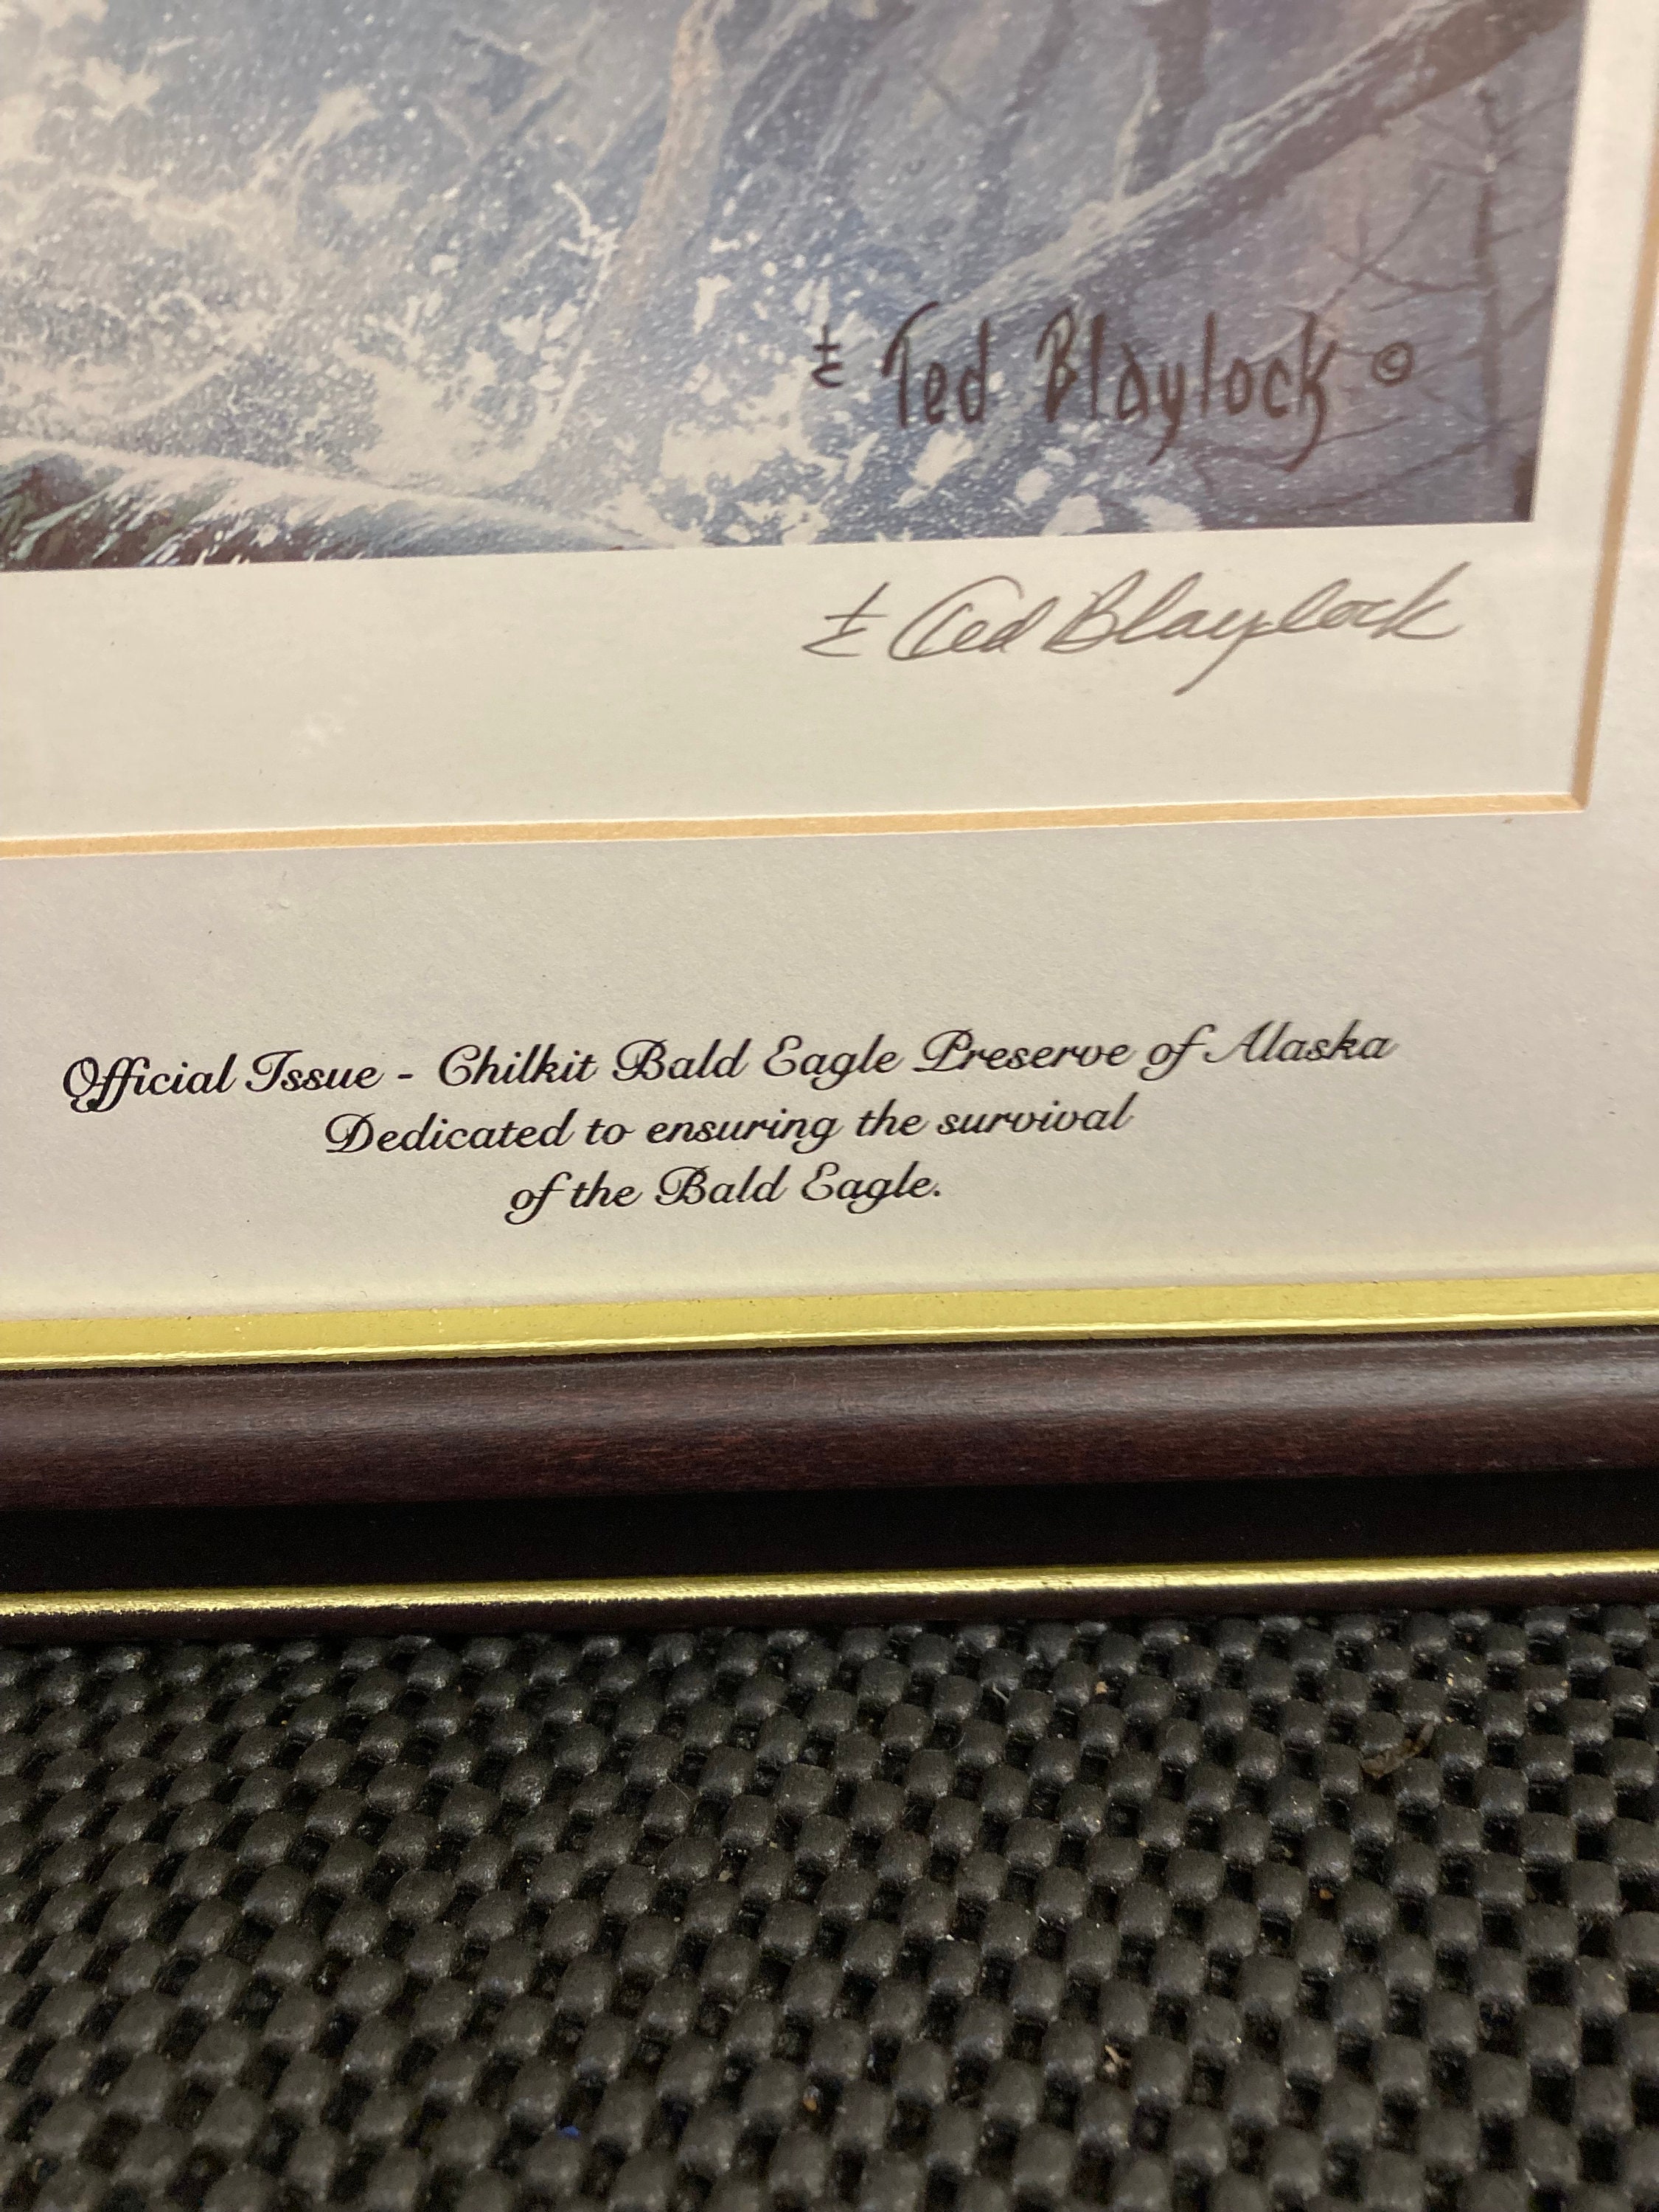 Ted Blaylock ©
Ted Blaylock
Official Issue - Chilkit Bald Eagle Preserve of Alaska
Dedicated to ensuring the survival
of the Bald Eagle.